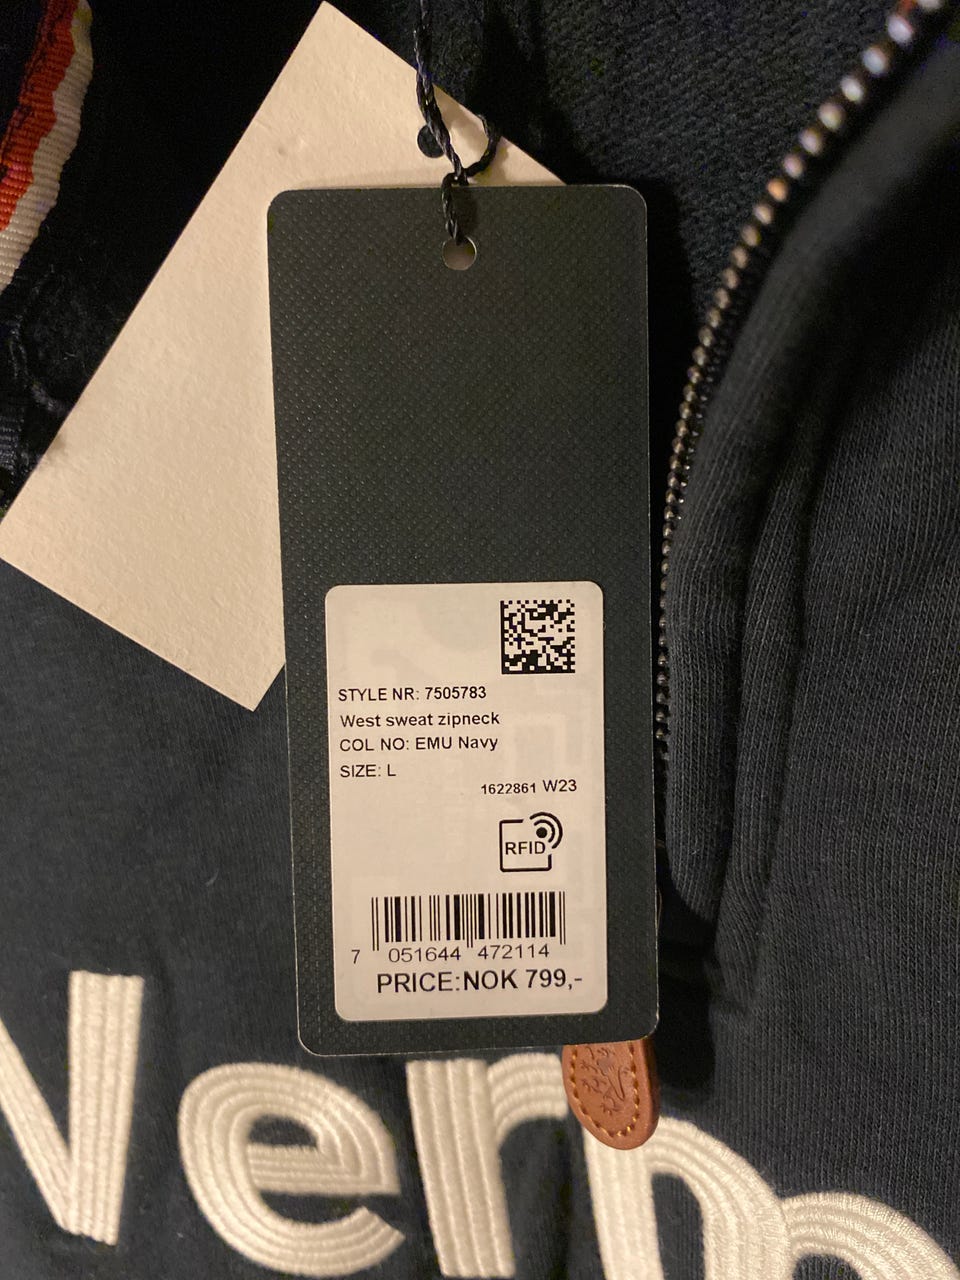 STYLE NR: 7505783
West sweat zipneck
COL NO: EMU Navy
SIZE: L
1622861 W23
RFID
7 051644 472114
PRICE:NOK 799,-